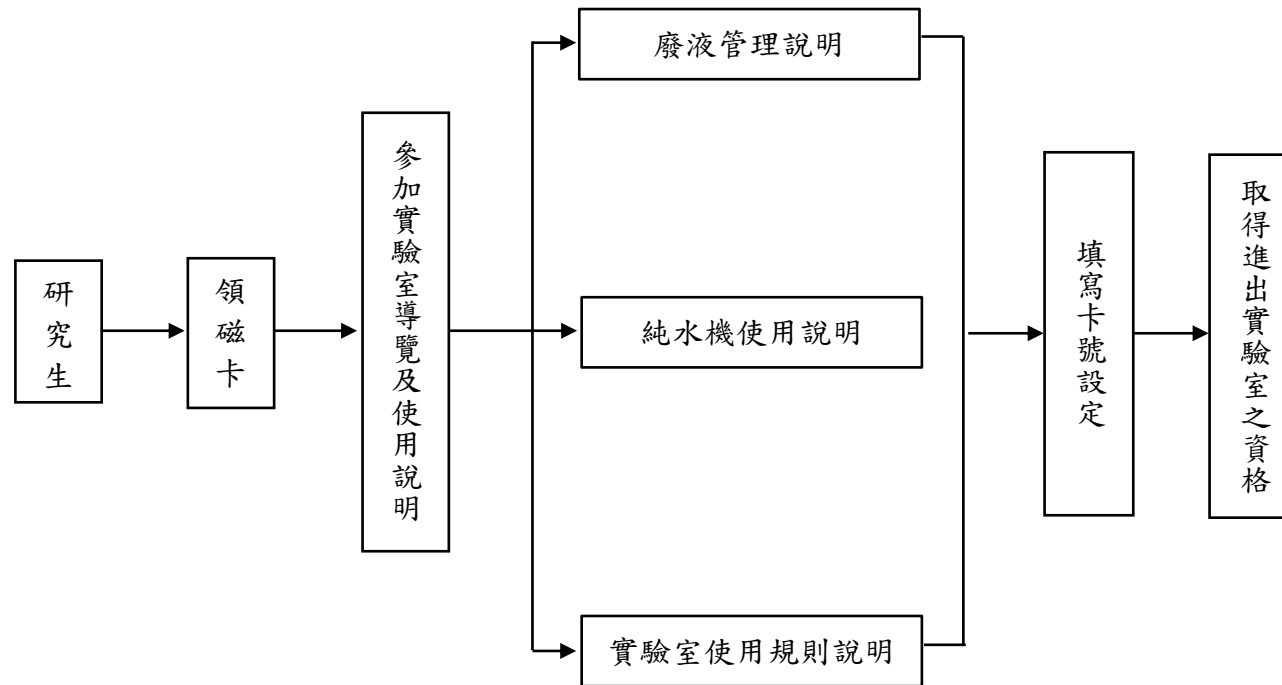 研究生
領磁卡
參加實驗室導覽及使用說明
廢液管理說明
純水機使用說明
實驗室使用規則說明
填寫卡號設定
取得進出實驗室之資格